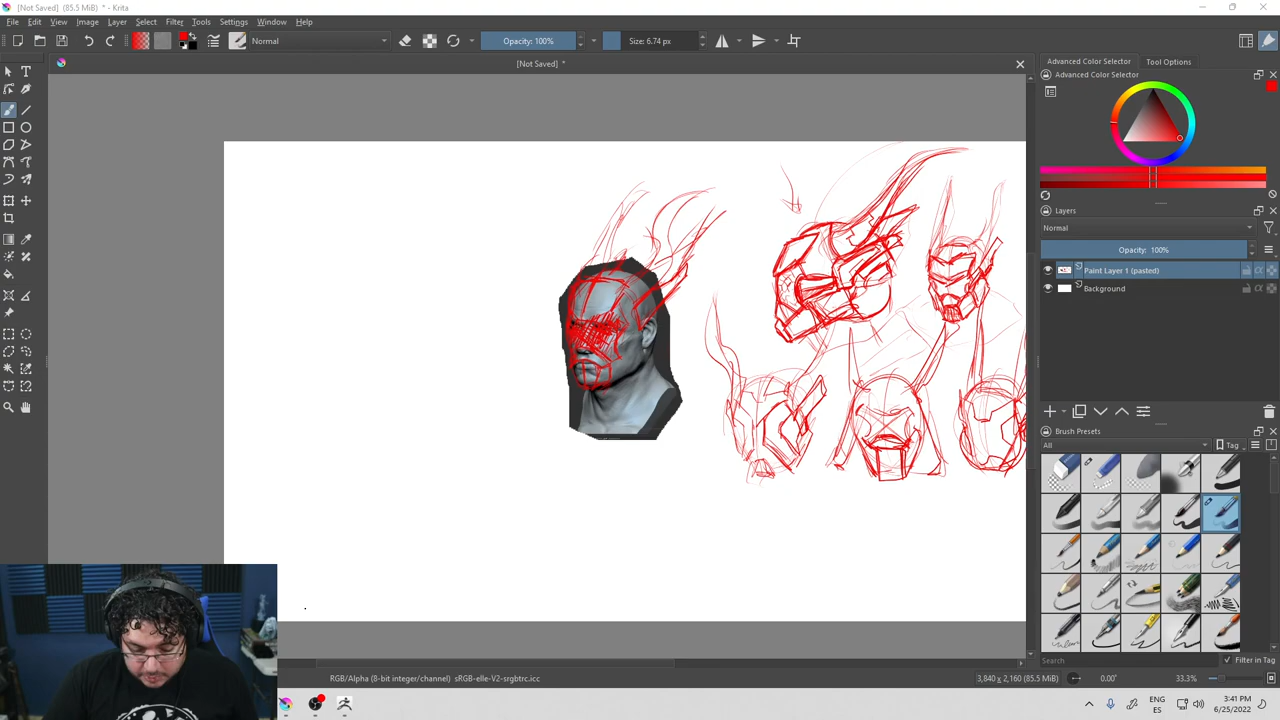 [Not Saved] (85.5 MiB) * - Krita
File Edit View Image Layer Select Filter Tools Settings Window Help
Normal
Opacity: 100%
Size: 6.74 px
[Not Saved] *
Advanced Color Selector
Tool Options
Advanced Color Selector
Layers
Normal
Opacity: 100%
Paint Layer 1 (pasted)
Background
Brush Presets
All
Tag
Search
Filter in Tag
RGB/Alpha (8-bit integer/channel) sRGB-elle-V2-srgbtrc.icc
3,840 x 2,160 (85.5 MiB)
0.00°
33.3%
ENG
ES
3:41 PM
6/25/2022